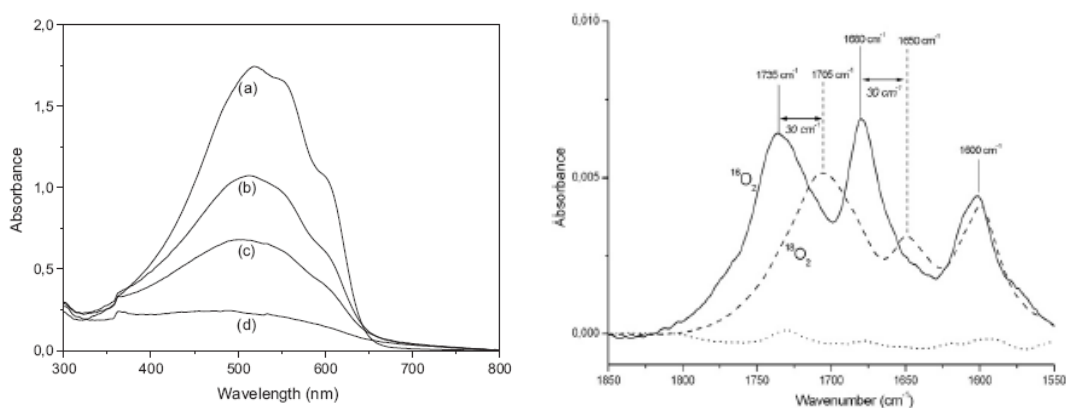 2,0
1,5
1,0
0,5
0,0
Absorbance
(a)
(b)
(c)
(d)
300 400 500 600 700 800
Wavelength (nm)
0,010
0,005
0,000
Absorbance
1680 cm⁻¹ 1650 cm⁻¹
1735 cm⁻¹ 1705 cm⁻¹
30 cm⁻¹
30 cm⁻¹
1600 cm⁻¹
¹⁶O₂
¹⁸O₂
1850 1800 1750 1700 1650 1600 1550
Wavenumber (cm⁻¹)